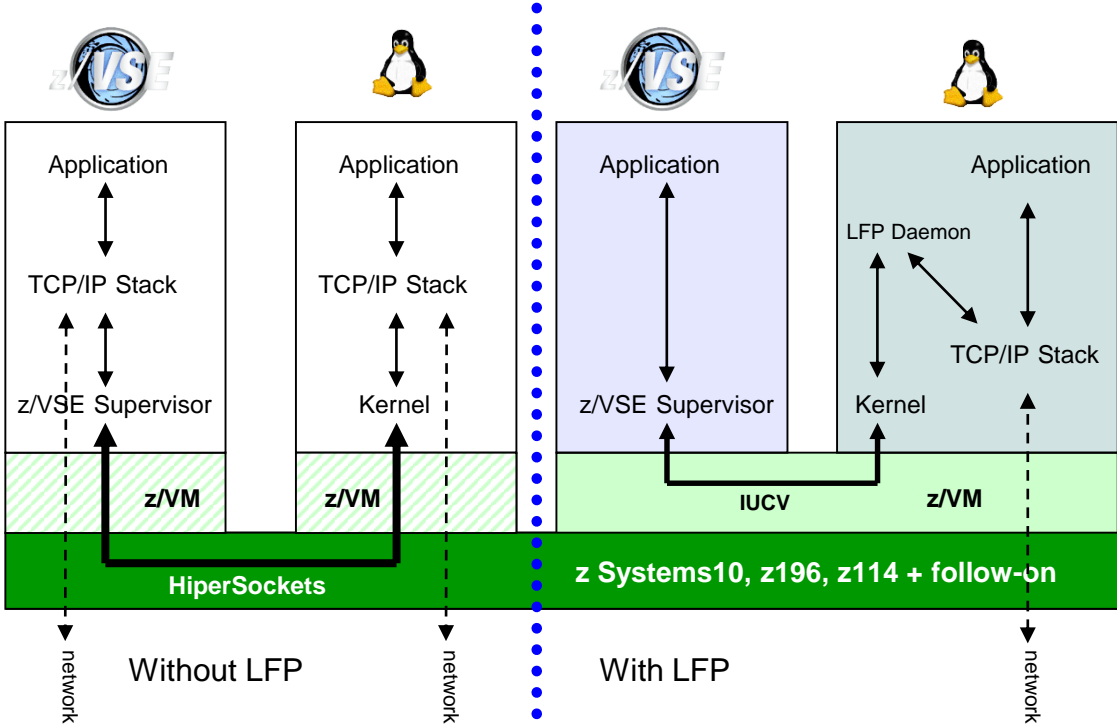 z/VSE
z/VSE
Application
Application
Application
Application
LFP Daemon
TCP/IP Stack
TCP/IP Stack
TCP/IP Stack
z/VSE Supervisor
Kernel
z/VSE Supervisor
Kernel
z/VM
z/VM
IUCV
z/VM
HiperSockets
z Systems10, z196, z114 + follow-on
network
Without LFP
network
With LFP
network